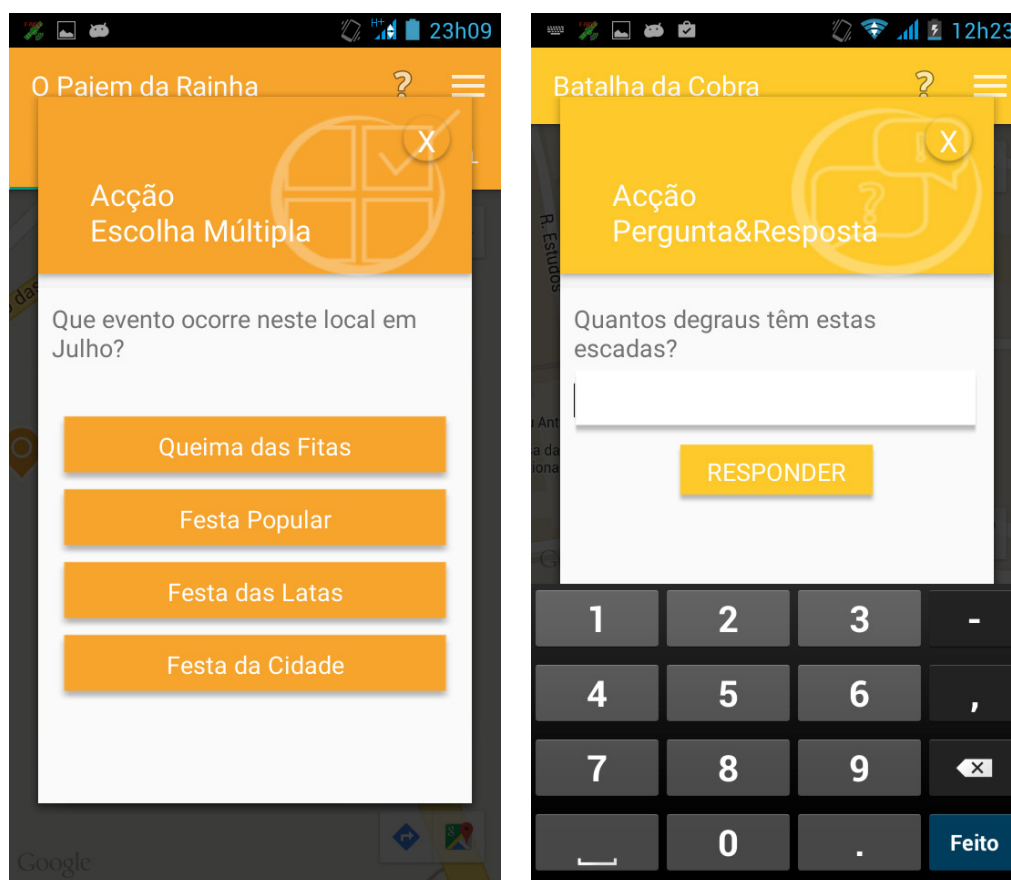 23h09
O Pajem da Rainha
?
X
Acção
Escolha Múltipla
Que evento ocorre neste local em
Julho?
Queima das Fitas
Festa Popular
Festa das Latas
Festa da Cidade
Google
12h23
Batalha da Cobra
?
X
Acção
Pergunta&Resposta
R. Estudos
Quantos degraus têm estas
escadas?
RESPONDER
1 2 3 -
4 5 6 ,
7 8 9
0 . Feito